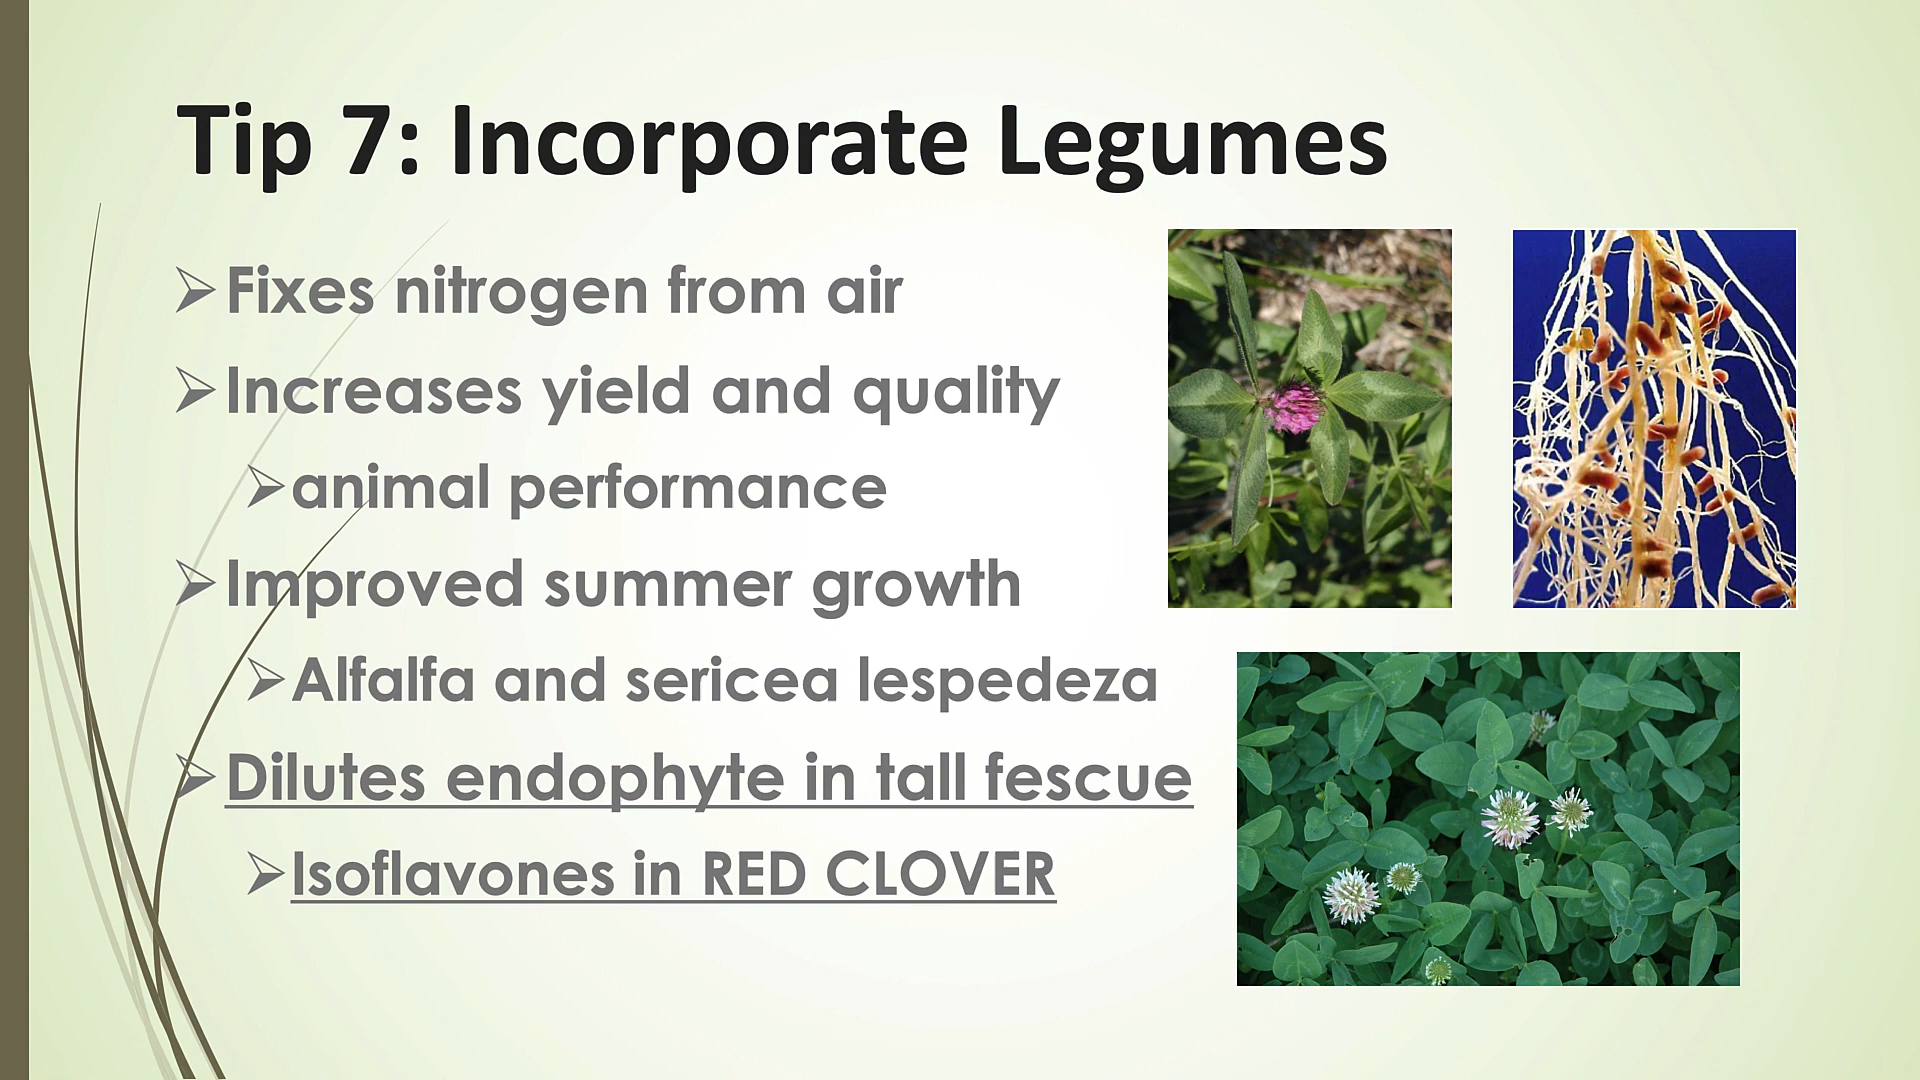 Tip 7: Incorporate Legumes
➢Fixes nitrogen from air
➢Increases yield and quality
➢animal performance
➢Improved summer growth
➢Alfalfa and sericea lespedeza
➢Dilutes endophyte in tall fescue
➢Isoflavones in RED CLOVER